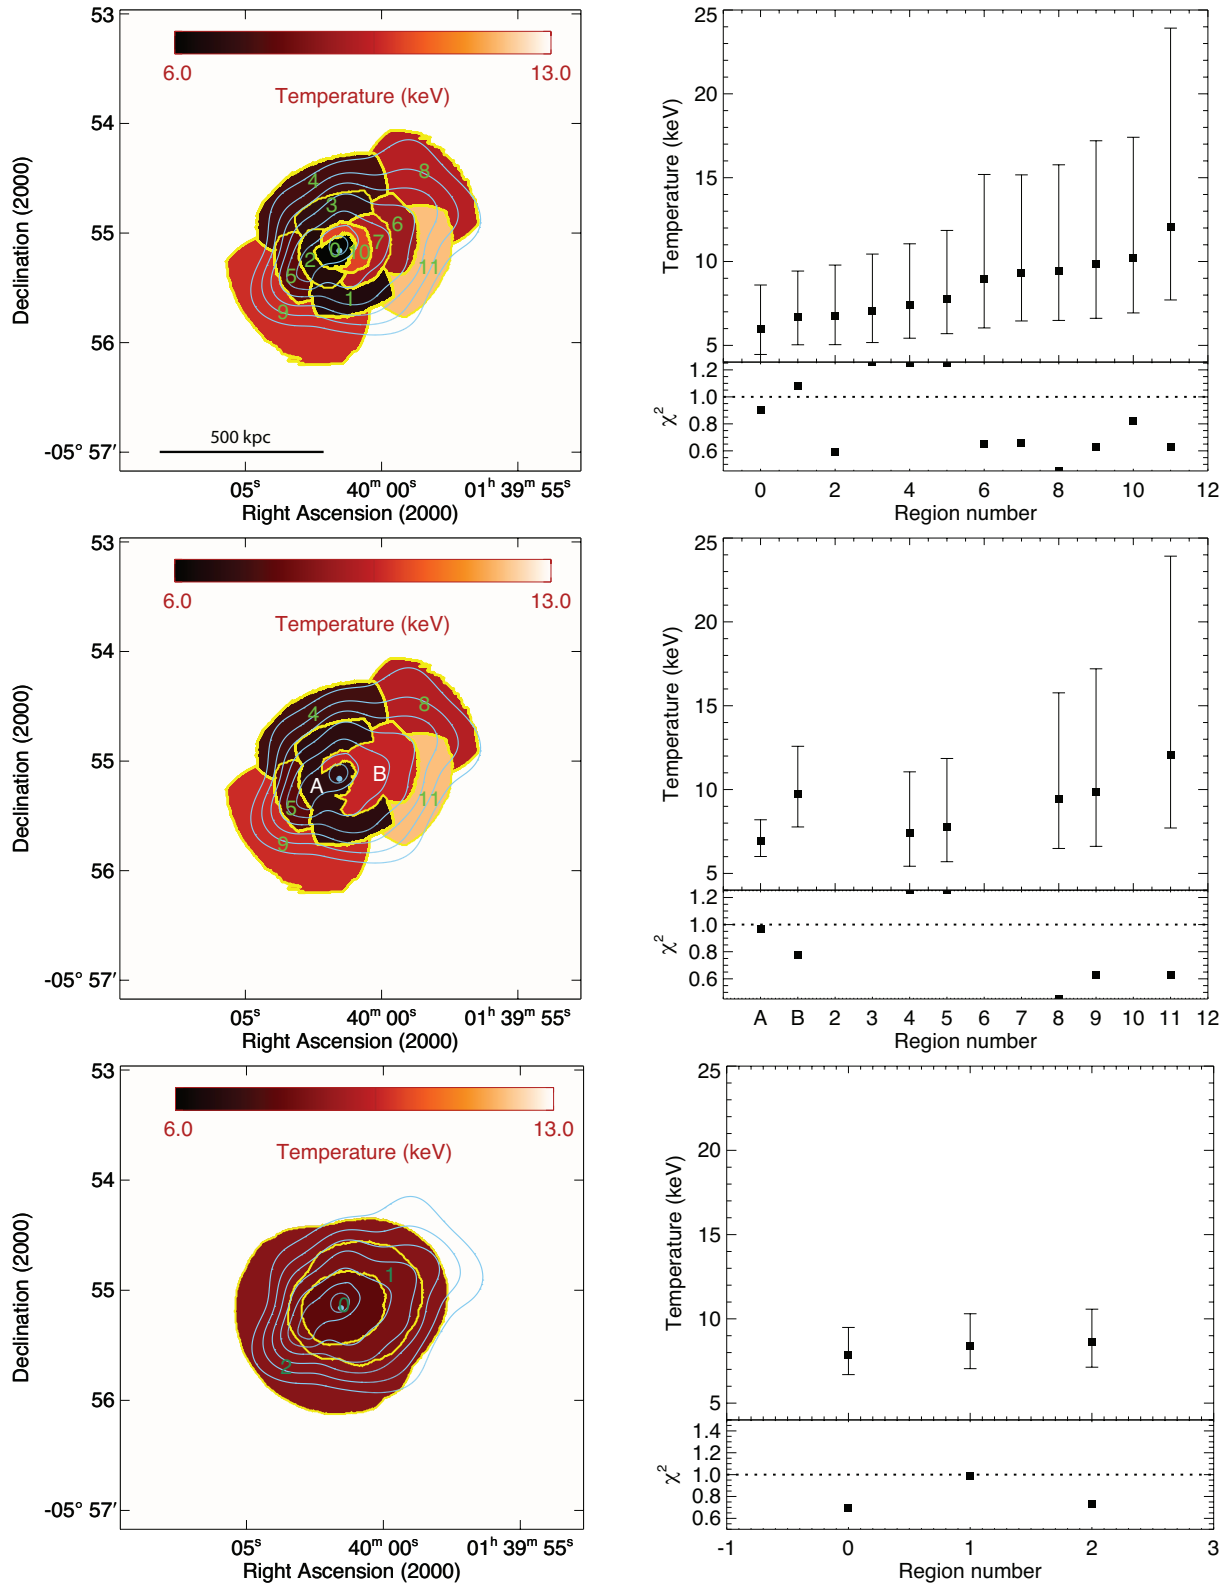 53
54
55
56
-05° 57′
Declination (2000)
6.0 13.0
Temperature (keV)
8
4
3
6
7
0
10
2
11
5
1
9
500 kpc
05ˢ 40ᵐ 00ˢ 01ʰ 39ᵐ 55ˢ
Right Ascension (2000)
25
20
15
10
5
Temperature (keV)
1.2
1.0
0.8
0.6
χ²
0 2 4 6 8 10 12
Region number
53
54
55
56
-05° 57′
Declination (2000)
6.0 13.0
Temperature (keV)
8
4
B
A
11
5
9
05ˢ 40ᵐ 00ˢ 01ʰ 39ᵐ 55ˢ
Right Ascension (2000)
25
20
15
10
5
Temperature (keV)
1.2
1.0
0.8
0.6
χ²
A B 2 3 4 5 6 7 8 9 10 11 12
Region number
53
54
55
56
-05° 57′
Declination (2000)
6.0 13.0
Temperature (keV)
1
0
2
05ˢ 40ᵐ 00ˢ 01ʰ 39ᵐ 55ˢ
Right Ascension (2000)
25
20
15
10
5
Temperature (keV)
1.4
1.2
1.0
0.8
0.6
χ²
-1 0 1 2 3
Region number